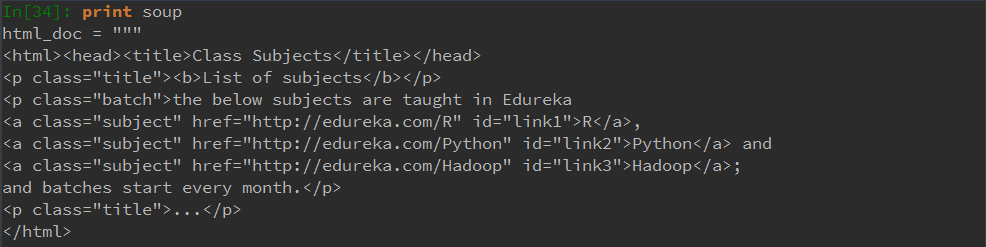 In[34]: print soup
html_doc = """
<html><head><title>Class Subjects</title></head>
<p class="title"><b>List of subjects</b></p>
<p class="batch">the below subjects are taught in Edureka
<a class="subject" href="http://edureka.com/R" id="link1">R</a>,
<a class="subject" href="http://edureka.com/Python" id="link2">Python</a> and
<a class="subject" href="http://edureka.com/Hadoop" id="link3">Hadoop</a>;
and batches start every month.</p>
<p class="title">...</p>
</html>